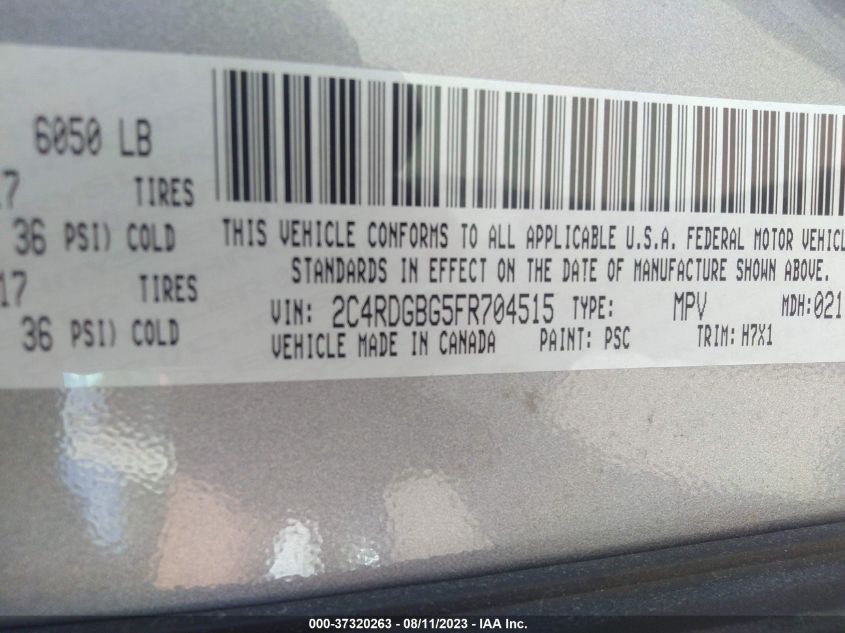 6050 LB
17 TIRES
36 PSI) COLD
17 TIRES
36 PSI) COLD
THIS VEHICLE CONFORMS TO ALL APPLICABLE U.S.A. FEDERAL MOTOR VEHICL
STANDARDS IN EFFECT ON THE DATE OF MANUFACTURE SHOWN ABOVE.
VIN: 2C4RDGBG5FR704515 TYPE: MPV MDH:021
VEHICLE MADE IN CANADA PAINT: PSC TRIM: H7X1
000-37320263 - 08/11/2023 - IAA Inc.